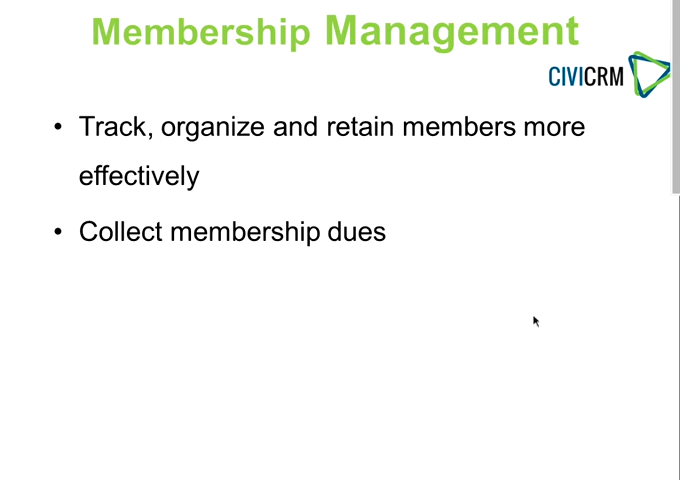 Membership Management
CIVICRM
• Track, organize and retain members more
effectively
• Collect membership dues